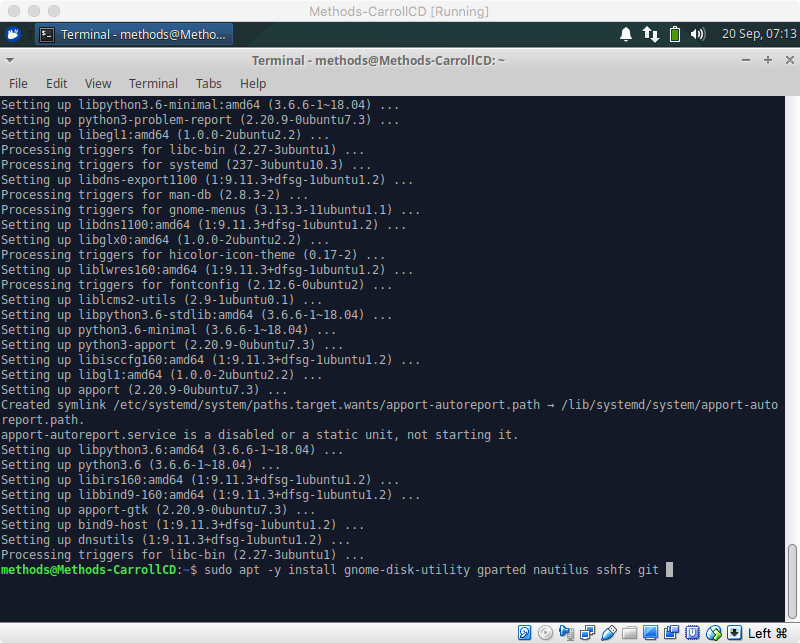 Methods-CarrollCD [Running]
Terminal - methods@Metho...
20 Sep, 07:13
Terminal - methods@Methods-CarrollCD: ~
File Edit View Terminal Tabs Help
Setting up libpython3.6-minimal:amd64 (3.6.6-1~18.04) ...
Setting up python3-problem-report (2.20.9-0ubuntu7.3) ...
Setting up libegl1:amd64 (1.0.0-2ubuntu2.2) ...
Processing triggers for libc-bin (2.27-3ubuntu1) ...
Processing triggers for systemd (237-3ubuntu10.3) ...
Setting up libdns-export1100 (1:9.11.3+dfsg-1ubuntu1.2) ...
Processing triggers for man-db (2.8.3-2) ...
Processing triggers for gnome-menus (3.13.3-11ubuntu1.1) ...
Setting up libdns1100:amd64 (1:9.11.3+dfsg-1ubuntu1.2) ...
Setting up libglx0:amd64 (1.0.0-2ubuntu2.2) ...
Processing triggers for hicolor-icon-theme (0.17-2) ...
Setting up liblwres160:amd64 (1:9.11.3+dfsg-1ubuntu1.2) ...
Processing triggers for fontconfig (2.12.6-0ubuntu2) ...
Setting up liblcms2-utils (2.9-1ubuntu0.1) ...
Setting up libpython3.6-stdlib:amd64 (3.6.6-1~18.04) ...
Setting up python3.6-minimal (3.6.6-1~18.04) ...
Setting up python3-apport (2.20.9-0ubuntu7.3) ...
Setting up libisccfg160:amd64 (1:9.11.3+dfsg-1ubuntu1.2) ...
Setting up libgl1:amd64 (1.0.0-2ubuntu2.2) ...
Setting up apport (2.20.9-0ubuntu7.3) ...
Created symlink /etc/systemd/system/paths.target.wants/apport-autoreport.path → /lib/systemd/system/apport-auto
report.path.
apport-autoreport.service is a disabled or a static unit, not starting it.
Setting up libpython3.6:amd64 (3.6.6-1~18.04) ...
Setting up python3.6 (3.6.6-1~18.04) ...
Setting up libirs160:amd64 (1:9.11.3+dfsg-1ubuntu1.2) ...
Setting up libbind9-160:amd64 (1:9.11.3+dfsg-1ubuntu1.2) ...
Setting up apport-gtk (2.20.9-0ubuntu7.3) ...
Setting up bind9-host (1:9.11.3+dfsg-1ubuntu1.2) ...
Setting up dnsutils (1:9.11.3+dfsg-1ubuntu1.2) ...
Processing triggers for libc-bin (2.27-3ubuntu1) ...
methods@Methods-CarrollCD:~$ sudo apt -y install gnome-disk-utility gparted nautilus sshfs git
Left ⌘